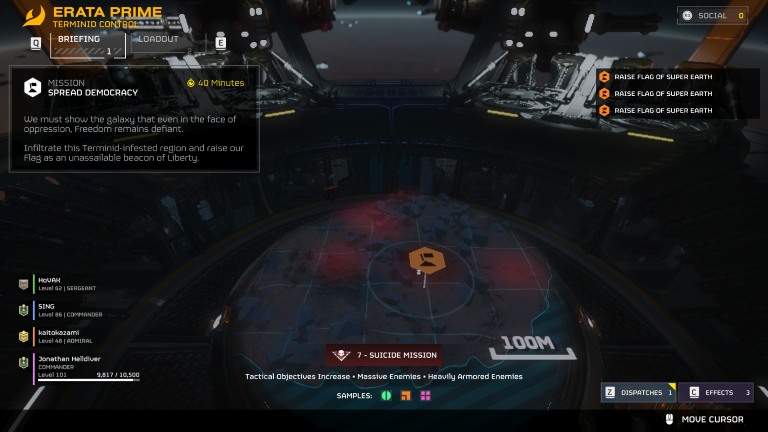 ERATA PRIME
TERMINID CONTROL
SOCIAL 0
Q BRIEFING 1 LOADOUT 2 E
MISSION
SPREAD DEMOCRACY
40 Minutes
We must show the galaxy that even in the face of
oppression, Freedom remains defiant.
Infiltrate this Terminid-infested region and raise our
Flag as an unassailable beacon of Liberty.
RAISE FLAG OF SUPER EARTH
RAISE FLAG OF SUPER EARTH
RAISE FLAG OF SUPER EARTH
HoVAK
Level 62 | SERGEANT
SING
Level 86 | COMMANDER
kaitokazami
Level 48 | ADMIRAL
Jonathan Helldiver
COMMANDER
Level 101 9,817 / 10,500
100M
7 - SUICIDE MISSION
Tactical Objectives Increase • Massive Enemies • Heavily Armored Enemies
SAMPLES:
Z DISPATCHES 1
C EFFECTS 3
MOVE CURSOR